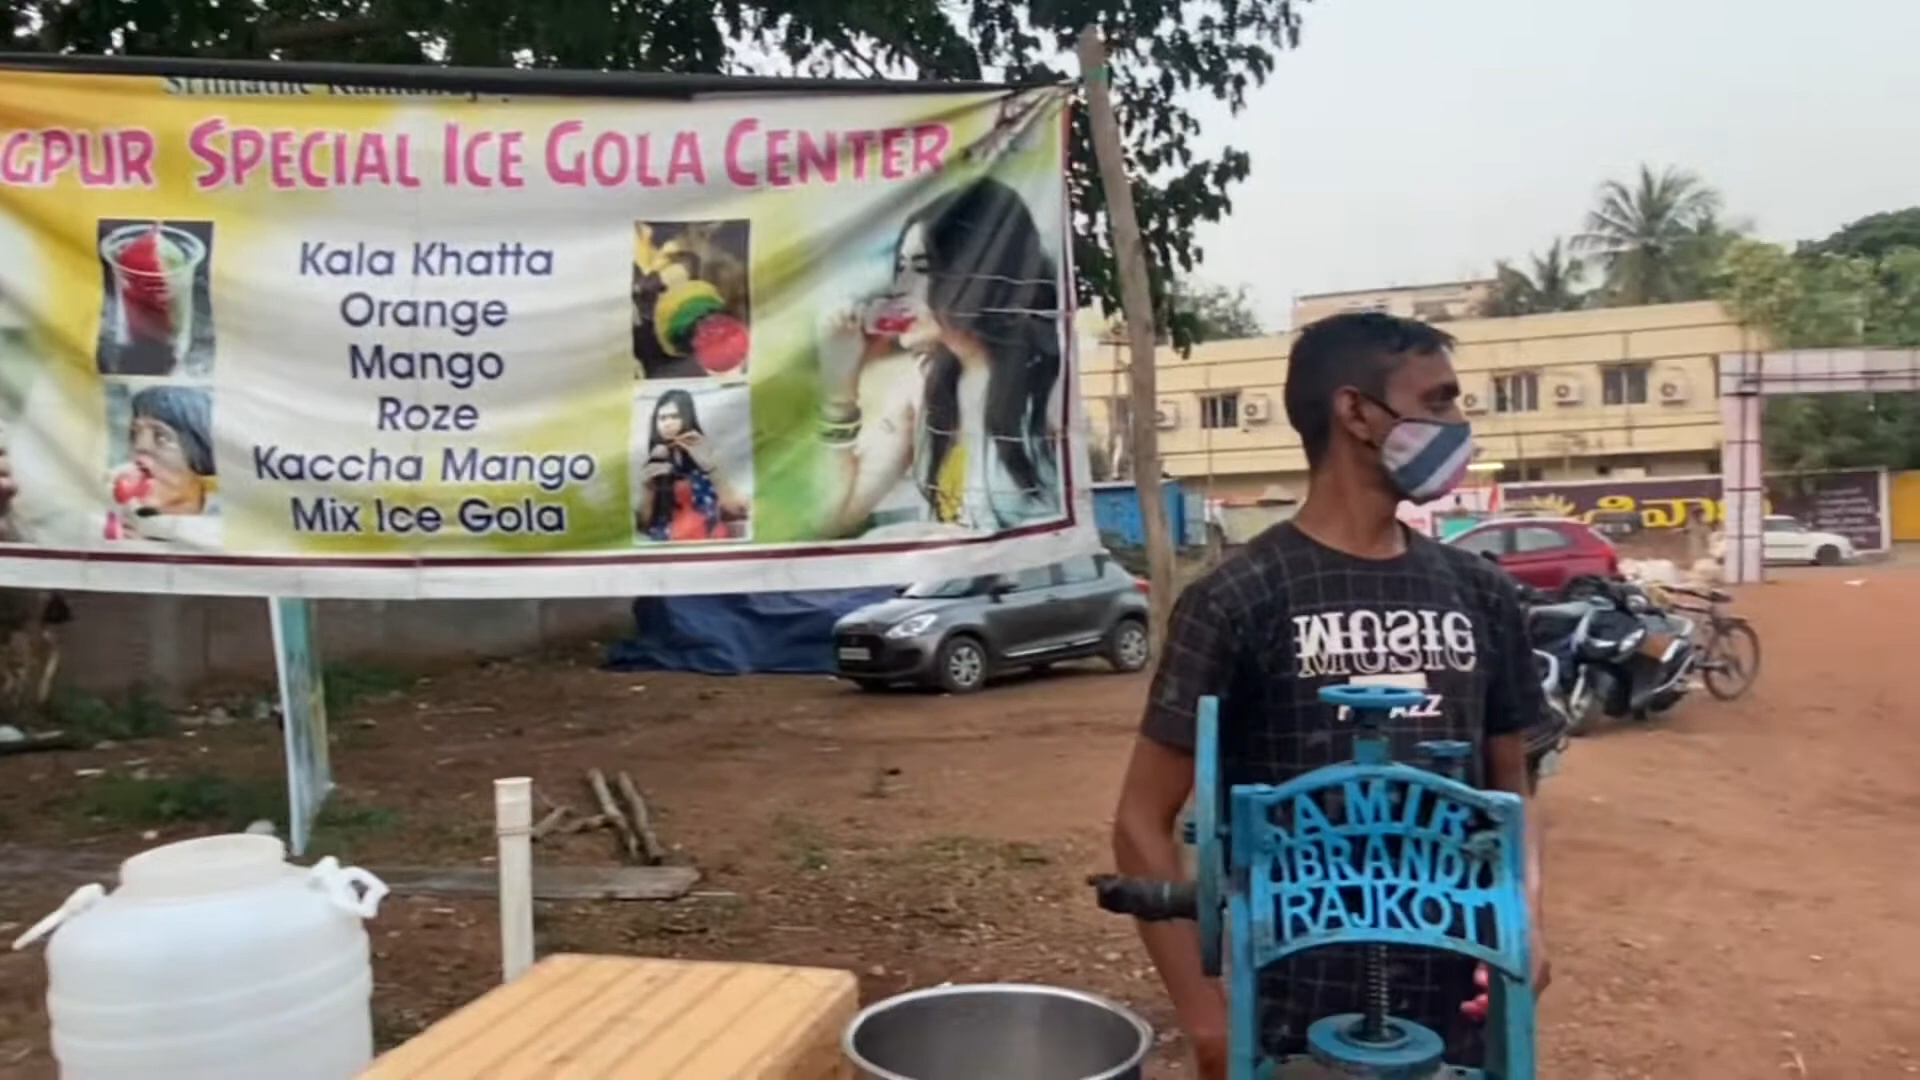 GPUR SPECIAL ICE GOLA CENTER
Kala Khatta
Orange
Mango
Roze
Kaccha Mango
Mix Ice Gola
MUSIC
AMIR
BRAND
RAJKOT